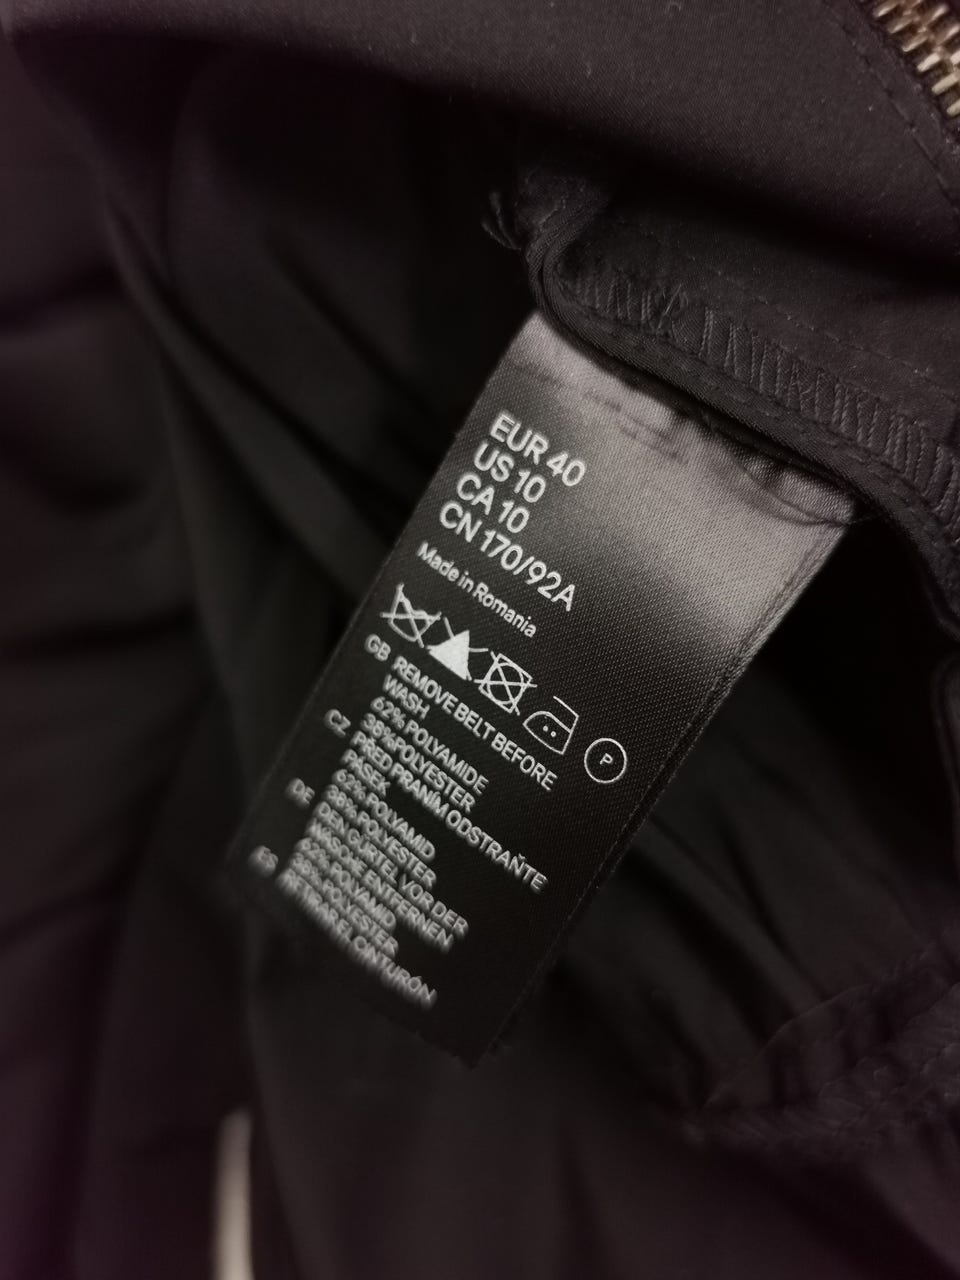 EUR 40
US 10
CA 10
CN 170/92A
Made in Romania
P
GB REMOVE BELT BEFORE
WASH
62% POLYAMIDE
38%POLYESTER
CZ PŘED PRANÍM ODSTRAŇTE
PÁSEK
62% POLYAMID
38% POLYESTER
DE DEN GÜRTEL VOR DER
WÄSCHE ENTFERNEN
62% POLYAMID
38% POLYESTER
ES RETIRAR EL CINTURÓN